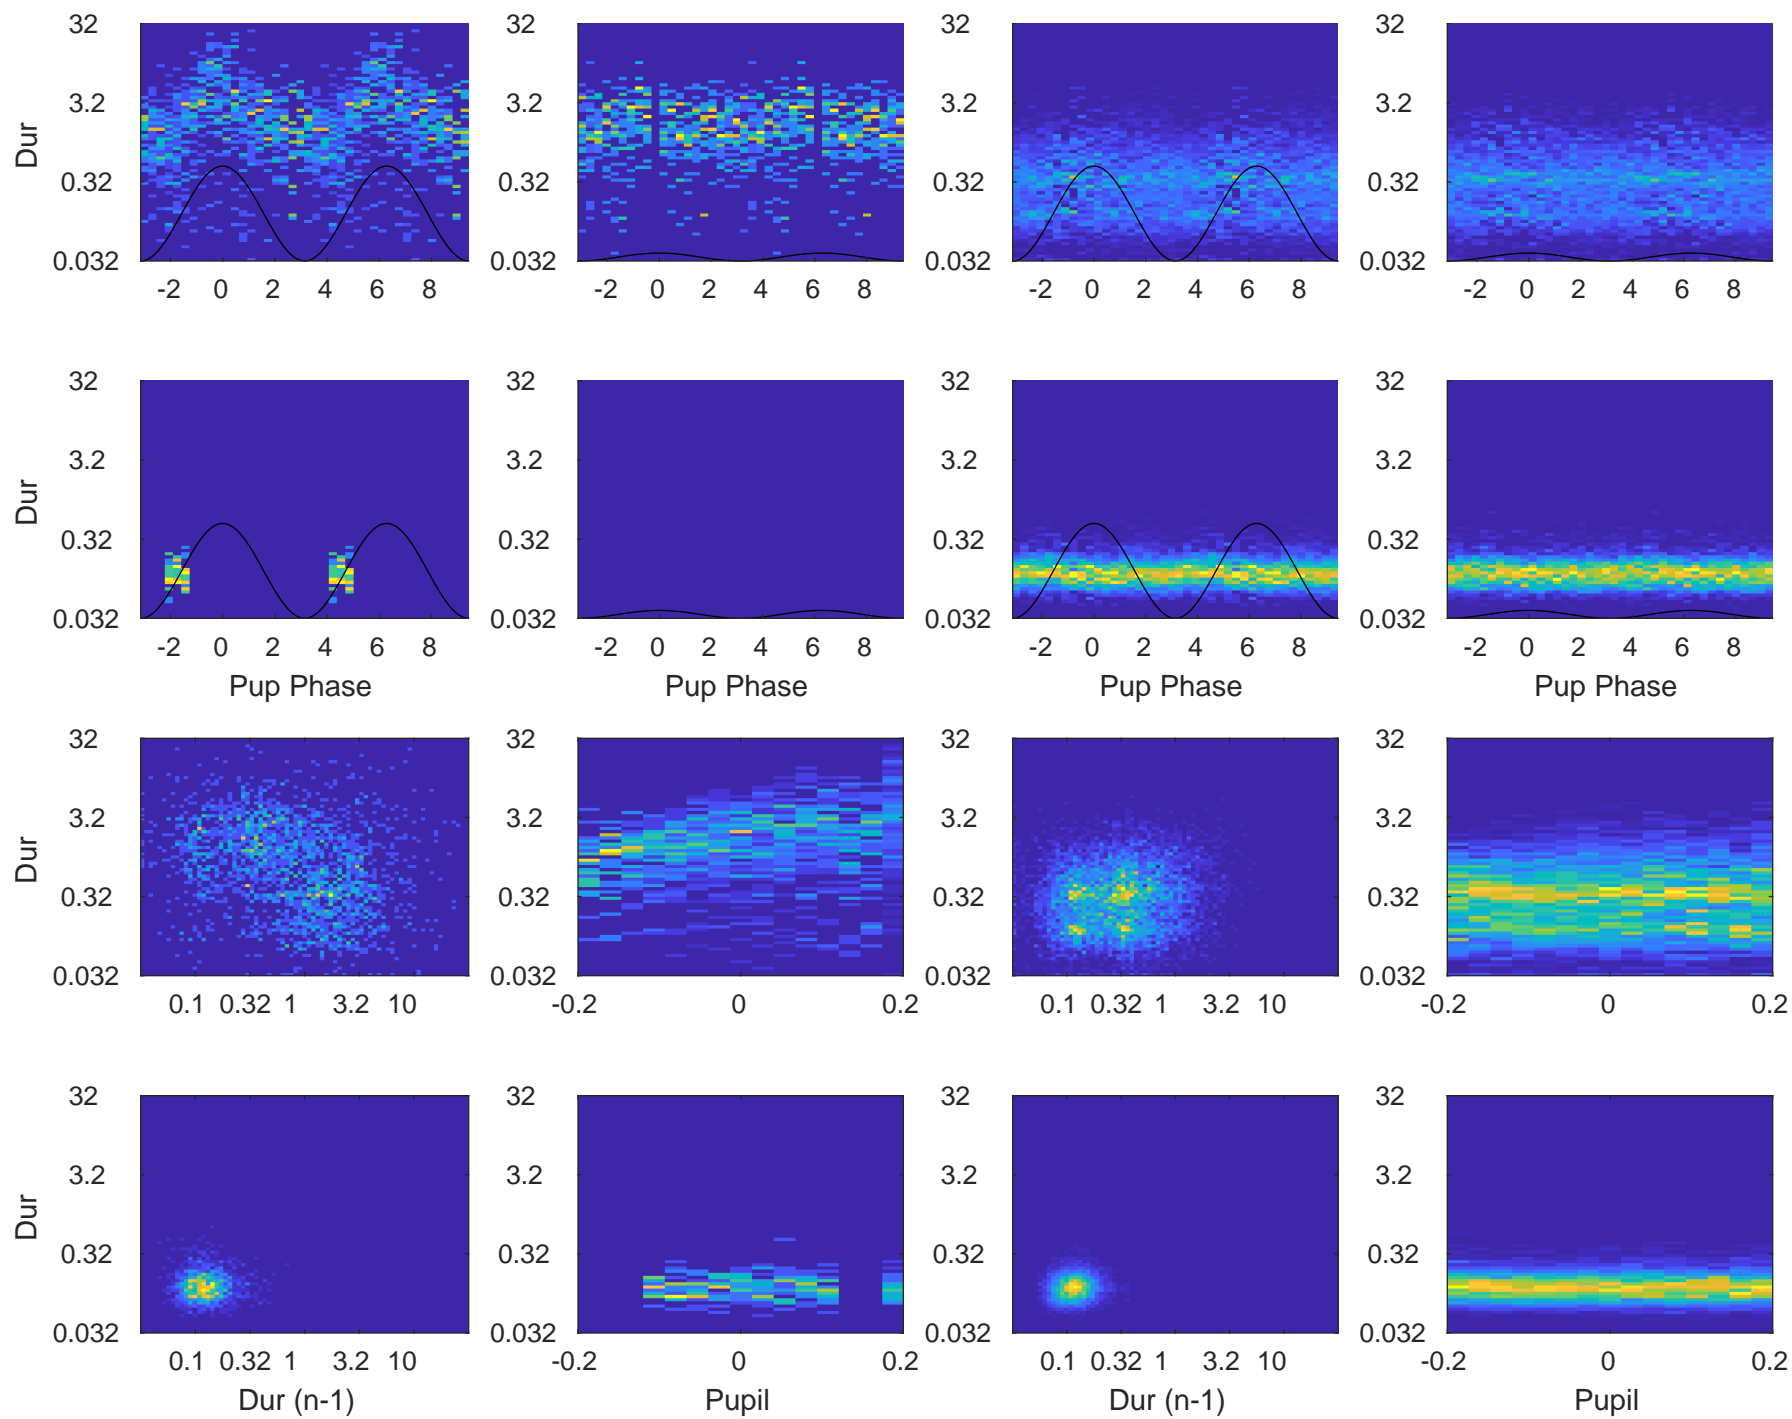 32 32 32 32
3.2 3.2 3.2 3.2
Dur
0.32 0.32 0.32 0.32
0.032 0.032 0.032 0.032
-2 0 2 4 6 8 -2 0 2 4 6 8 -2 0 2 4 6 8 -2 0 2 4 6 8
32 32 32 32
3.2 3.2 3.2 3.2
Dur
0.32 0.32 0.32 0.32
0.032 0.032 0.032 0.032
-2 0 2 4 6 8 -2 0 2 4 6 8 -2 0 2 4 6 8 -2 0 2 4 6 8
Pup Phase Pup Phase Pup Phase Pup Phase
32 32 32 32
3.2 3.2 3.2 3.2
Dur
0.32 0.32 0.32 0.32
0.032 0.032 0.032 0.032
0.1 0.32 1 3.2 10 -0.2 0 0.2 0.1 0.32 1 3.2 10 -0.2 0 0.2
32 32 32 32
3.2 3.2 3.2 3.2
Dur
0.32 0.32 0.32 0.32
0.032 0.032 0.032 0.032
0.1 0.32 1 3.2 10 -0.2 0 0.2 0.1 0.32 1 3.2 10 -0.2 0 0.2
Dur (n-1) Pupil Dur (n-1) Pupil